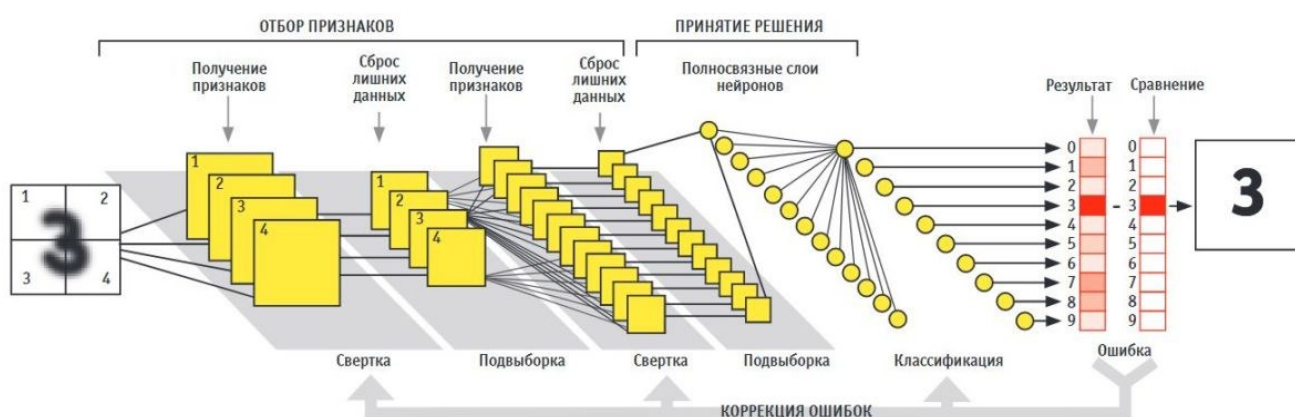 ОТБОР ПРИЗНАКОВ
ПРИНЯТИЕ РЕШЕНИЯ
Получение
признаков
Сброс
лишних
данных
Получение
признаков
Сброс
лишних
данных
Полносвязные слои
нейронов
Результат
Сравнение
1
2
3
4
3
1
2
3
4
1
2
3
4
0
1
2
3
4
5
6
7
8
9
-
0
1
2
3
4
5
6
7
8
9
3
Свертка
Подвыборка
Свертка
Подвыборка
Классификация
Ошибка
КОРРЕКЦИЯ ОШИБОК